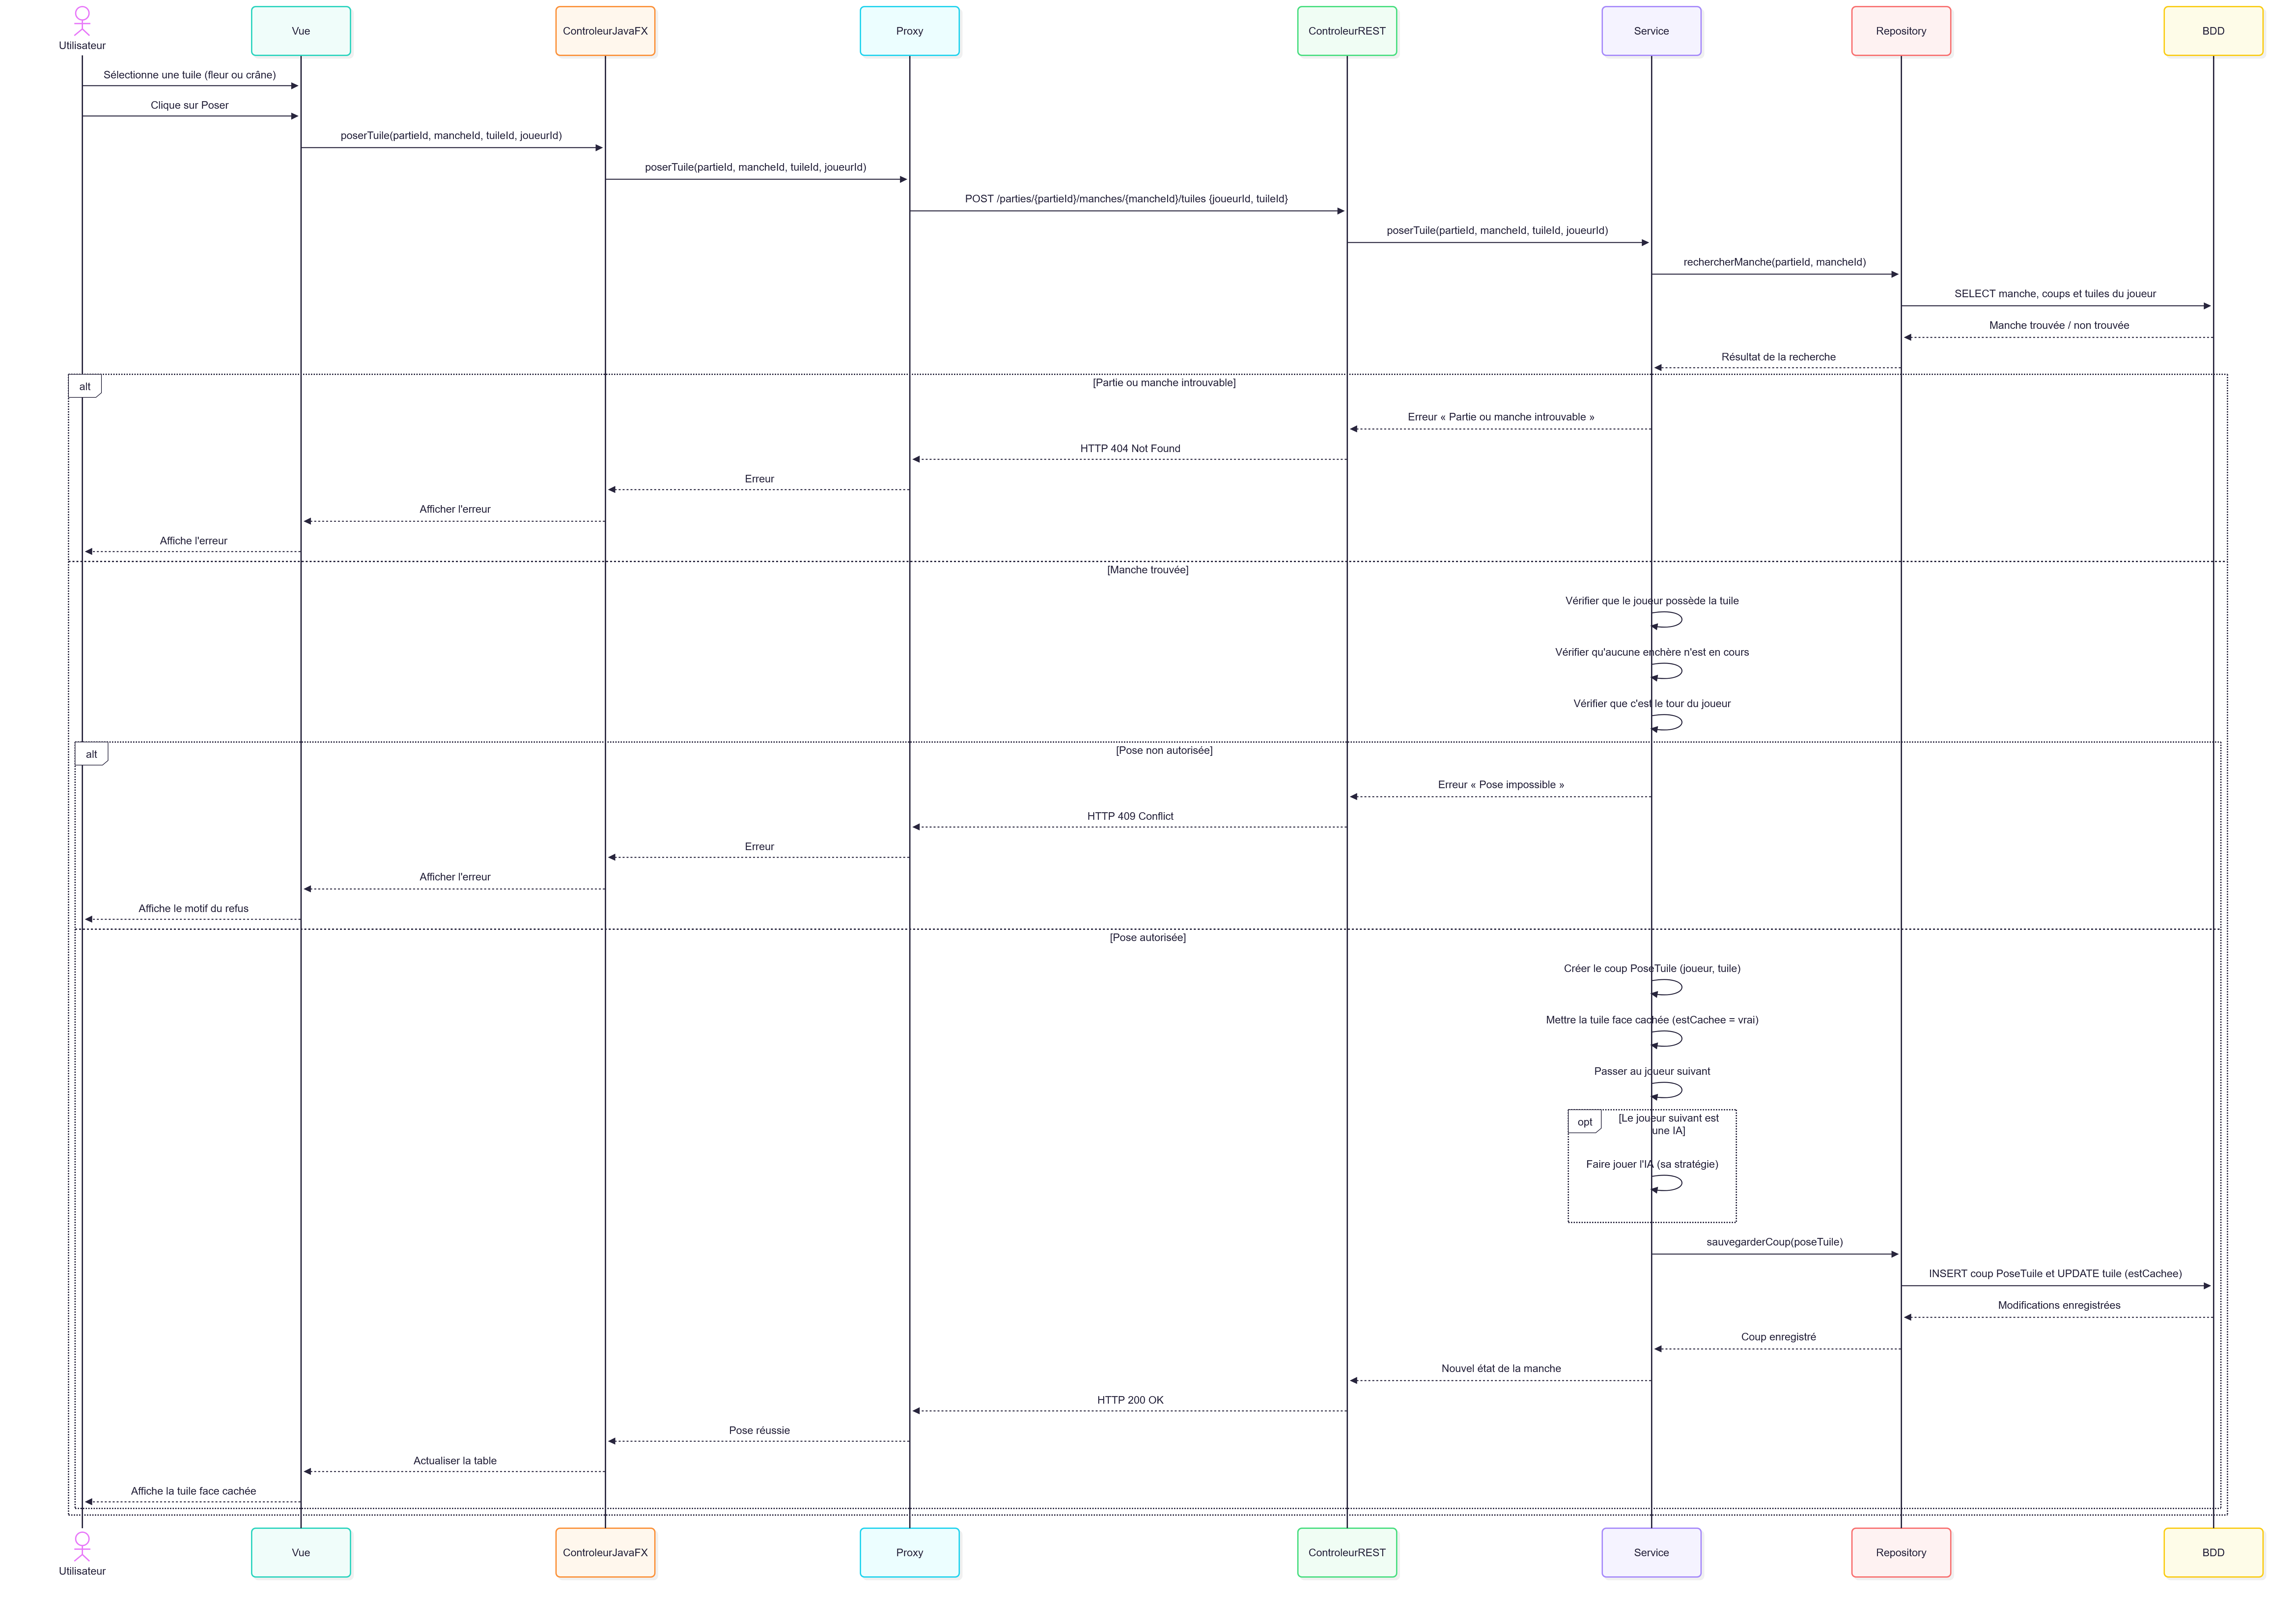 Utilisateur
Vue
ControleurJavaFX
Proxy
ControleurREST
Service
Repository
BDD
Sélectionne une tuile (fleur ou crâne)
Clique sur Poser
poserTuile(partieId, mancheId, tuileId, joueurId)
poserTuile(partieId, mancheId, tuileId, joueurId)
POST /parties/{partieId}/manches/{mancheId}/tuiles {joueurId, tuileId}
poserTuile(partieId, mancheId, tuileId, joueurId)
rechercherManche(partieId, mancheId)
SELECT manche, coups et tuiles du joueur
Manche trouvée / non trouvée
Résultat de la recherche
alt
[Partie ou manche introuvable]
Erreur « Partie ou manche introuvable »
HTTP 404 Not Found
Erreur
Afficher l'erreur
Affiche l'erreur
[Manche trouvée]
Vérifier que le joueur possède la tuile
Vérifier qu'aucune enchère n'est en cours
Vérifier que c'est le tour du joueur
alt
[Pose non autorisée]
Erreur « Pose impossible »
HTTP 409 Conflict
Erreur
Afficher l'erreur
Affiche le motif du refus
[Pose autorisée]
Créer le coup PoseTuile (joueur, tuile)
Mettre la tuile face cachée (estCachee = vrai)
Passer au joueur suivant
opt
[Le joueur suivant est
une IA]
Faire jouer l'IA (sa stratégie)
sauvegarderCoup(poseTuile)
INSERT coup PoseTuile et UPDATE tuile (estCachee)
Modifications enregistrées
Coup enregistré
Nouvel état de la manche
HTTP 200 OK
Pose réussie
Actualiser la table
Affiche la tuile face cachée
Utilisateur
Vue
ControleurJavaFX
Proxy
ControleurREST
Service
Repository
BDD